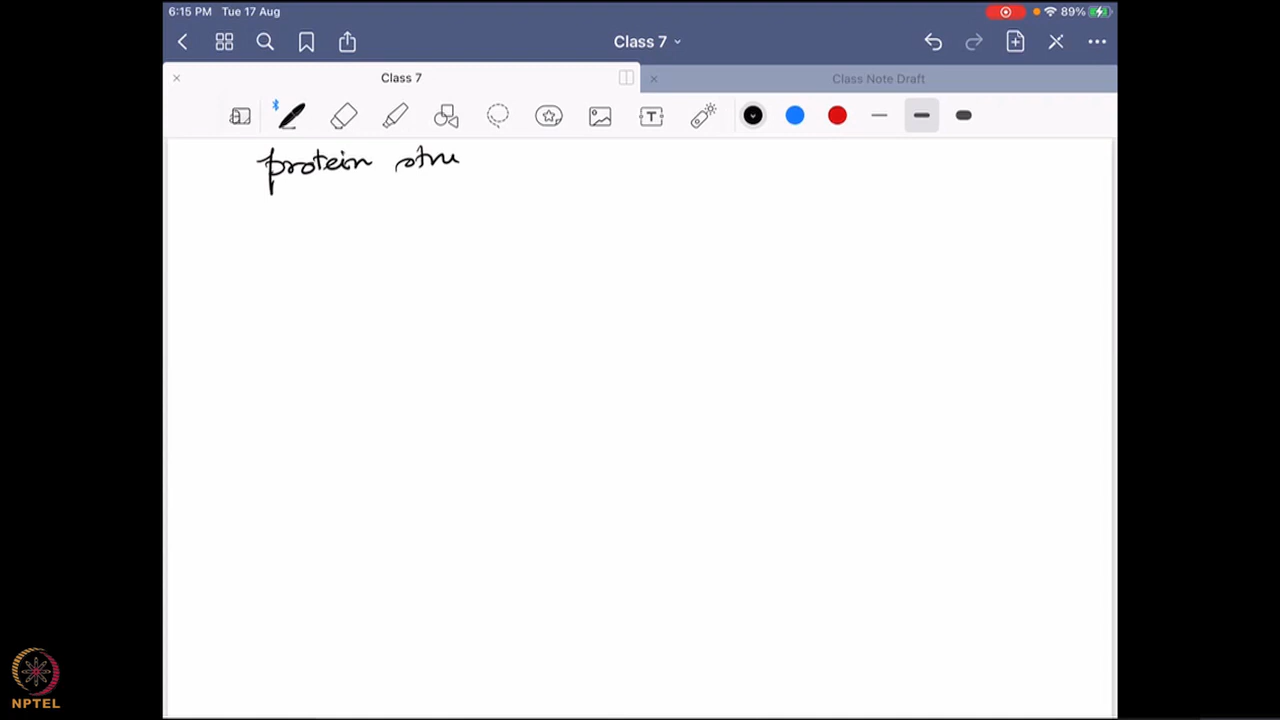 6:15 PM Tue 17 Aug
89%
Class 7
Class 7
Class Note Draft
T
protein stru
NPTEL